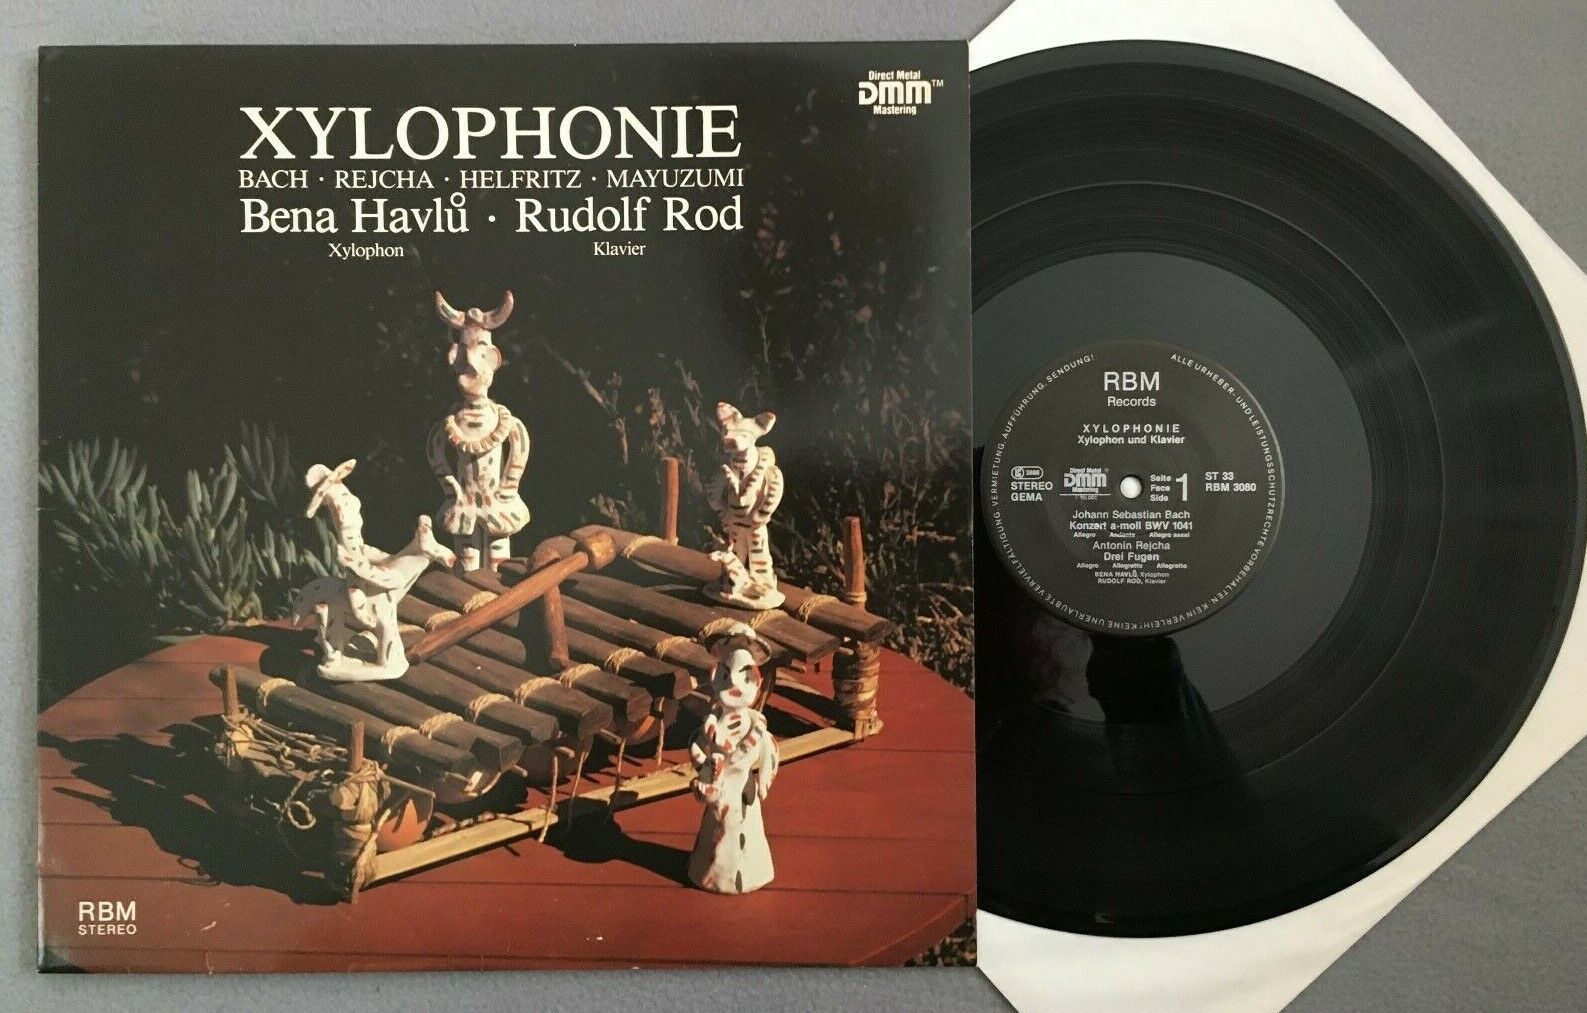 Direct Metal
DMM™
Mastering
XYLOPHONIE
BACH · REJCHA · HELFRITZ · MAYUZUMI
Bena Havlů · Rudolf Rod
Xylophon Klavier
RBM
STEREO
ALLE URHEBER- UND LEISTUNGSSCHUTZRECHTE VORBEHALTEN. KEIN VERLEIH! KEINE UNERLAUBTE VERVIELFÄLTIGUNG, VERMIETUNG, AUFFÜHRUNG, SENDUNG!
RBM
Records
XYLOPHONIE
Xylophon und Klavier
STEREO
GEMA
Direct Metal
DMM
Mastering
Seite
Face
Side
1
ST 33
RBM 3080
Johann Sebastian Bach
Konzert a-moll BWV 1041
Allegro Andante Allegro assai
Antonin Rejcha
Drei Fugen
Allegro Allegretto Allegretto
BENA HAVLŮ, Xylophon
RUDOLF ROD, Klavier